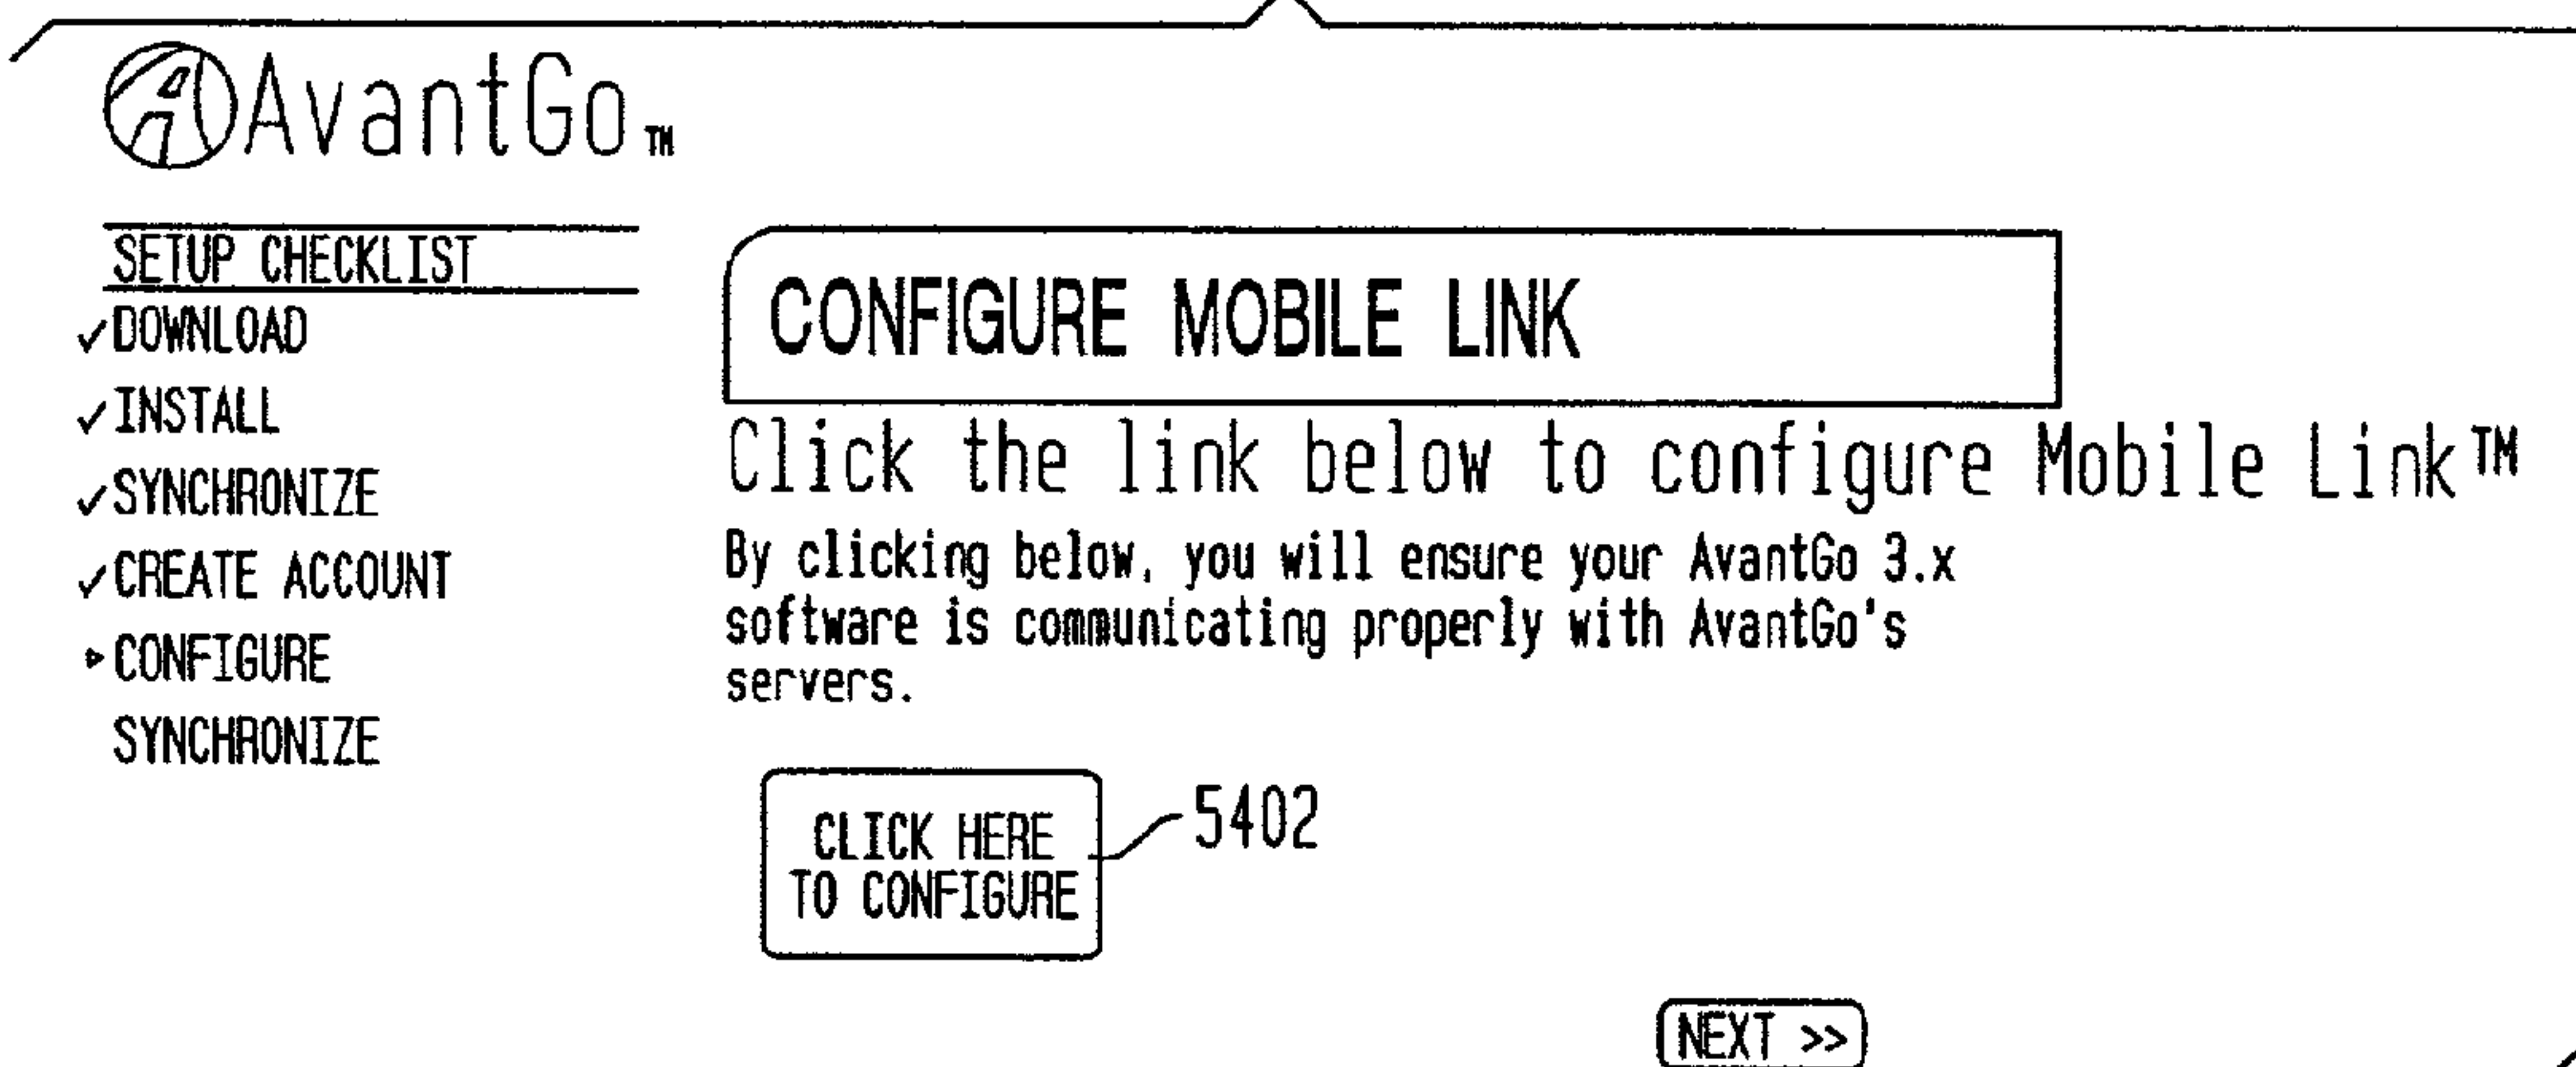 AvantGo™
SETUP CHECKLIST
✓DOWNLOAD
✓INSTALL
✓SYNCHRONIZE
✓CREATE ACCOUNT
▸CONFIGURE
SYNCHRONIZE
CONFIGURE MOBILE LINK
Click the link below to configure Mobile Link™
By clicking below, you will ensure your AvantGo 3.x
software is communicating properly with AvantGo's
servers.
CLICK HERE
TO CONFIGURE
5402
NEXT >>